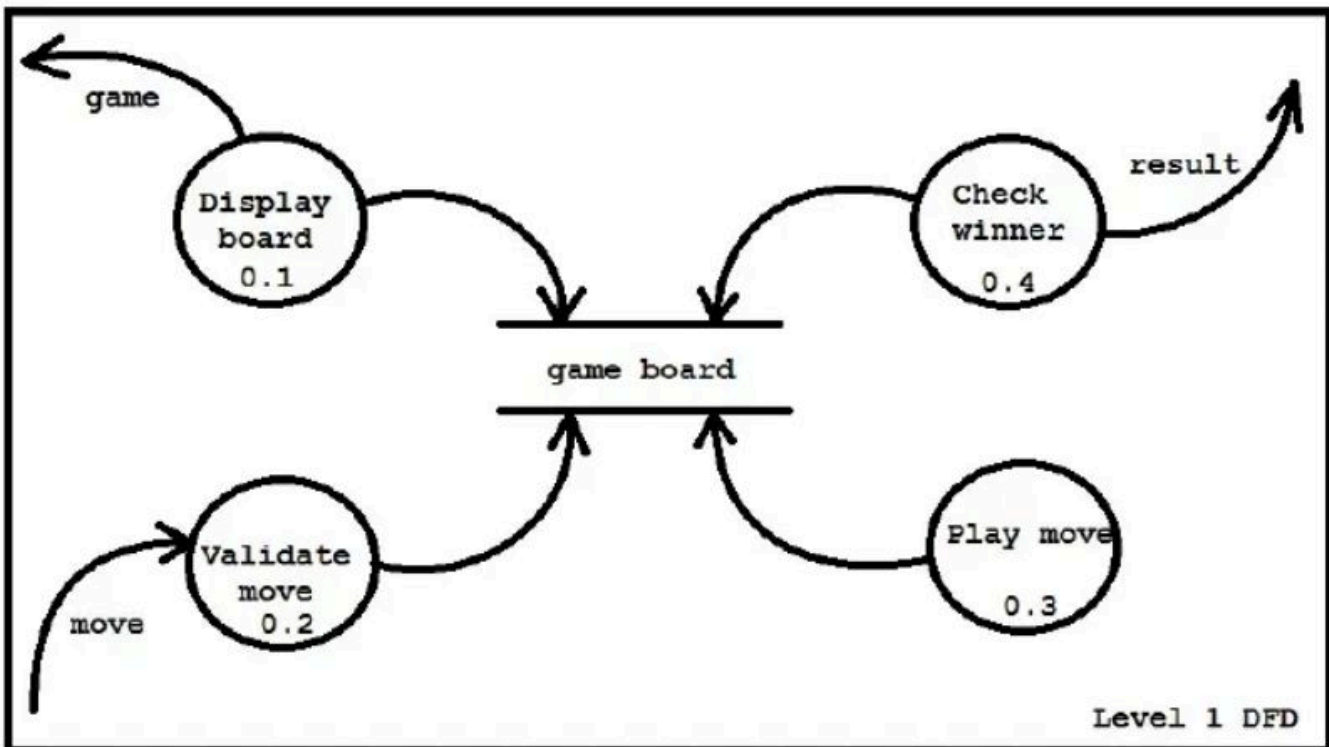 game
Display
board
0.1
Check
winner
0.4
result
game board
Validate
move
0.2
move
Play move
0.3
Level 1 DFD